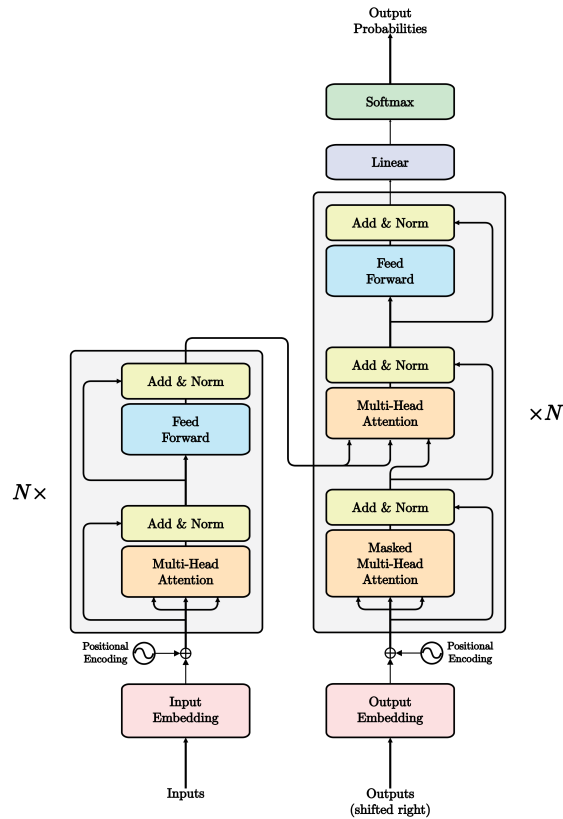 Output
Probabilities
Softmax
Linear
Add & Norm
Feed
Forward
Add & Norm
Multi-Head
Attention
× N
Add & Norm
Masked
Multi-Head
Attention
Positional
Encoding
Output
Embedding
Outputs
(shifted right)
Add & Norm
Feed
Forward
N ×
Add & Norm
Multi-Head
Attention
Positional
Encoding
Input
Embedding
Inputs